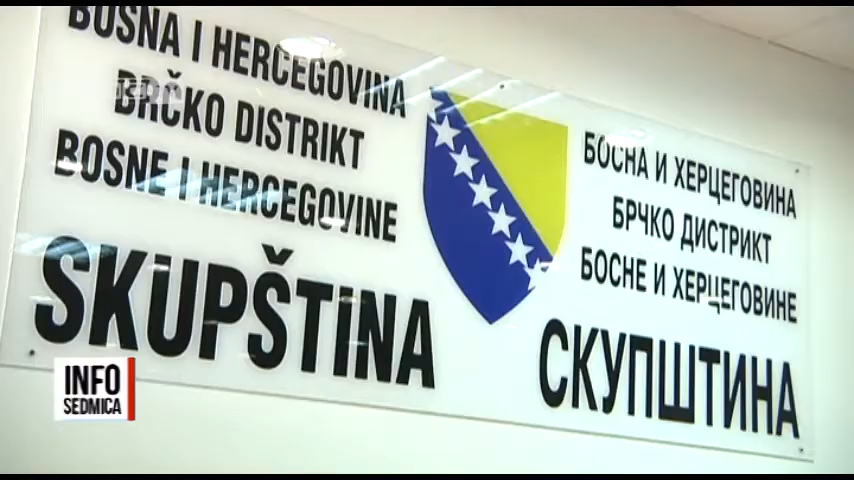 BOSNA I HERCEGOVINA
BRČKO DISTRIKT
BOSNE I HERCEGOVINE
SKUPŠTINA
БОСНА И ХЕРЦЕГОВИНА
БРЧКО ДИСТРИКТ
БОСНЕ И ХЕРЦЕГОВИНЕ
СКУПШТИНА
INFO
SEDMICA